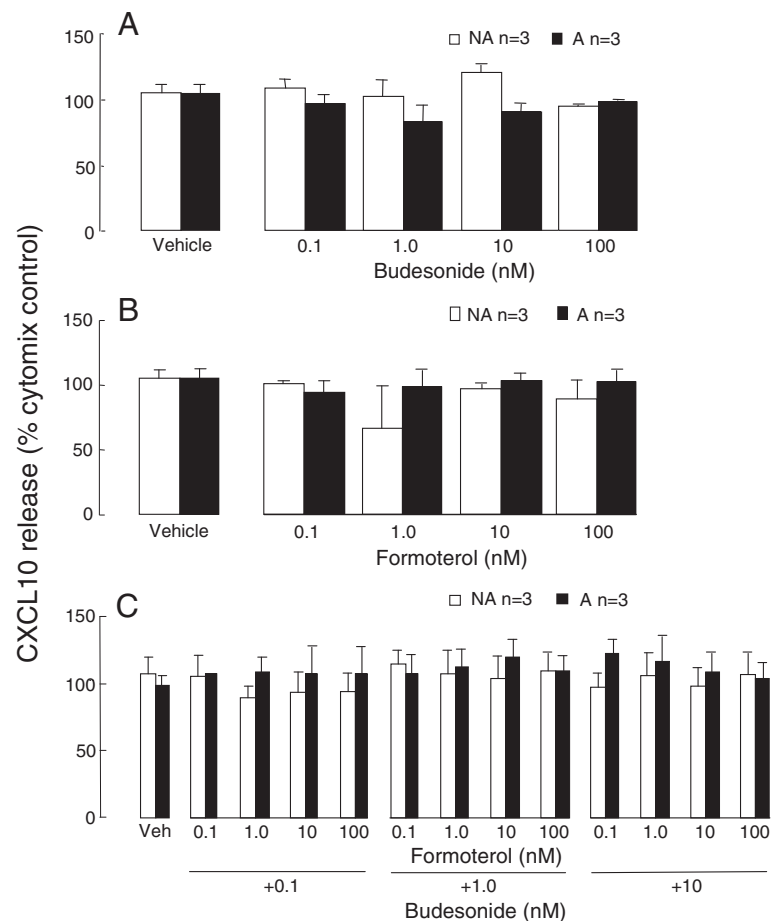 A
NA n=3 A n=3
150
100
50
0
Vehicle 0.1 1.0 10 100
Budesonide (nM)
B
NA n=3 A n=3
150
100
50
0
Vehicle 0.1 1.0 10 100
Formoterol (nM)
CXCL10 release (% cytomix control)
C
NA n=3 A n=3
150
100
50
0
Veh 0.1 1.0 10 100 0.1 1.0 10 100 0.1 1.0 10 100
Formoterol (nM)
+0.1 +1.0 +10
Budesonide (nM)